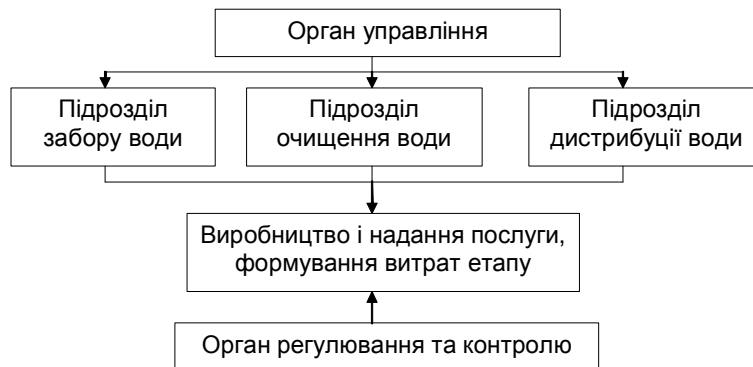 Орган управління
Підрозділ
забору води
Підрозділ
очищення води
Підрозділ
дистрибуції води
Виробництво і надання послуги,
формування витрат етапу
Орган регулювання та контролю